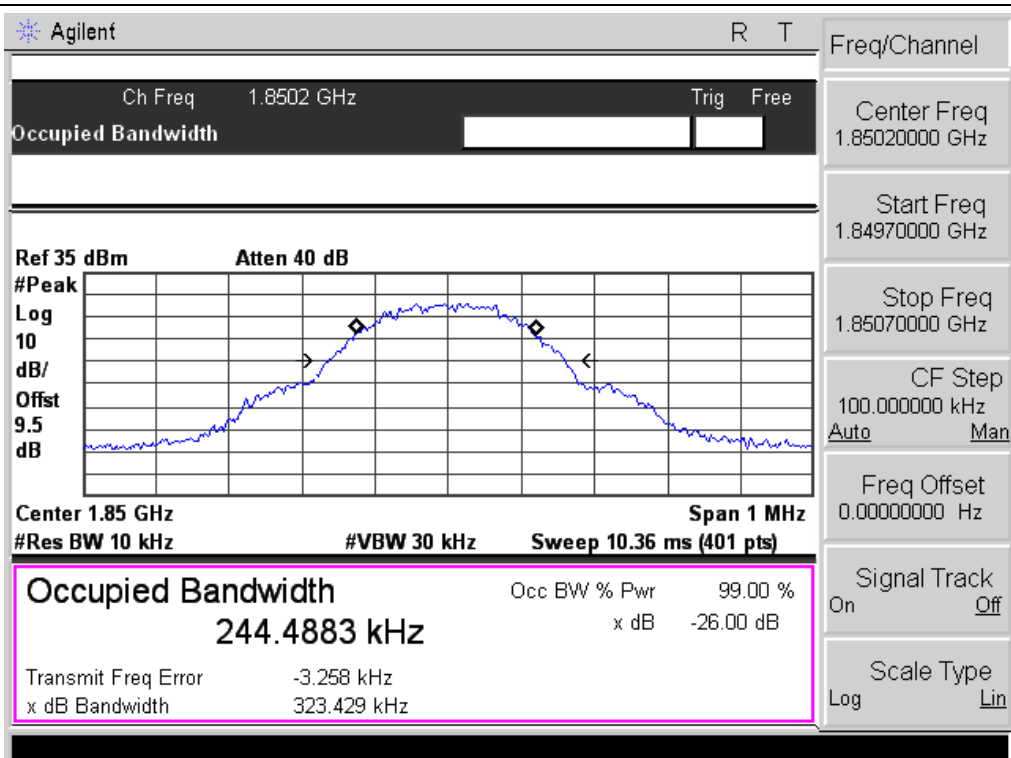 Agilent R T
Ch Freq 1.8502 GHz Trig Free
Occupied Bandwidth
Ref 35 dBm Atten 40 dB
#Peak
Log
10
dB/
Offst
9.5
dB
Center 1.85 GHz Span 1 MHz
#Res BW 10 kHz #VBW 30 kHz Sweep 10.36 ms (401 pts)
Occupied Bandwidth
244.4883 kHz
Occ BW % Pwr 99.00 %
x dB -26.00 dB
Transmit Freq Error -3.258 kHz
x dB Bandwidth 323.429 kHz
Freq/Channel
Center Freq
1.85020000 GHz
Start Freq
1.84970000 GHz
Stop Freq
1.85070000 GHz
CF Step
100.000000 kHz
Auto Man
Freq Offset
0.00000000 Hz
Signal Track
On Off
Scale Type
Log Lin